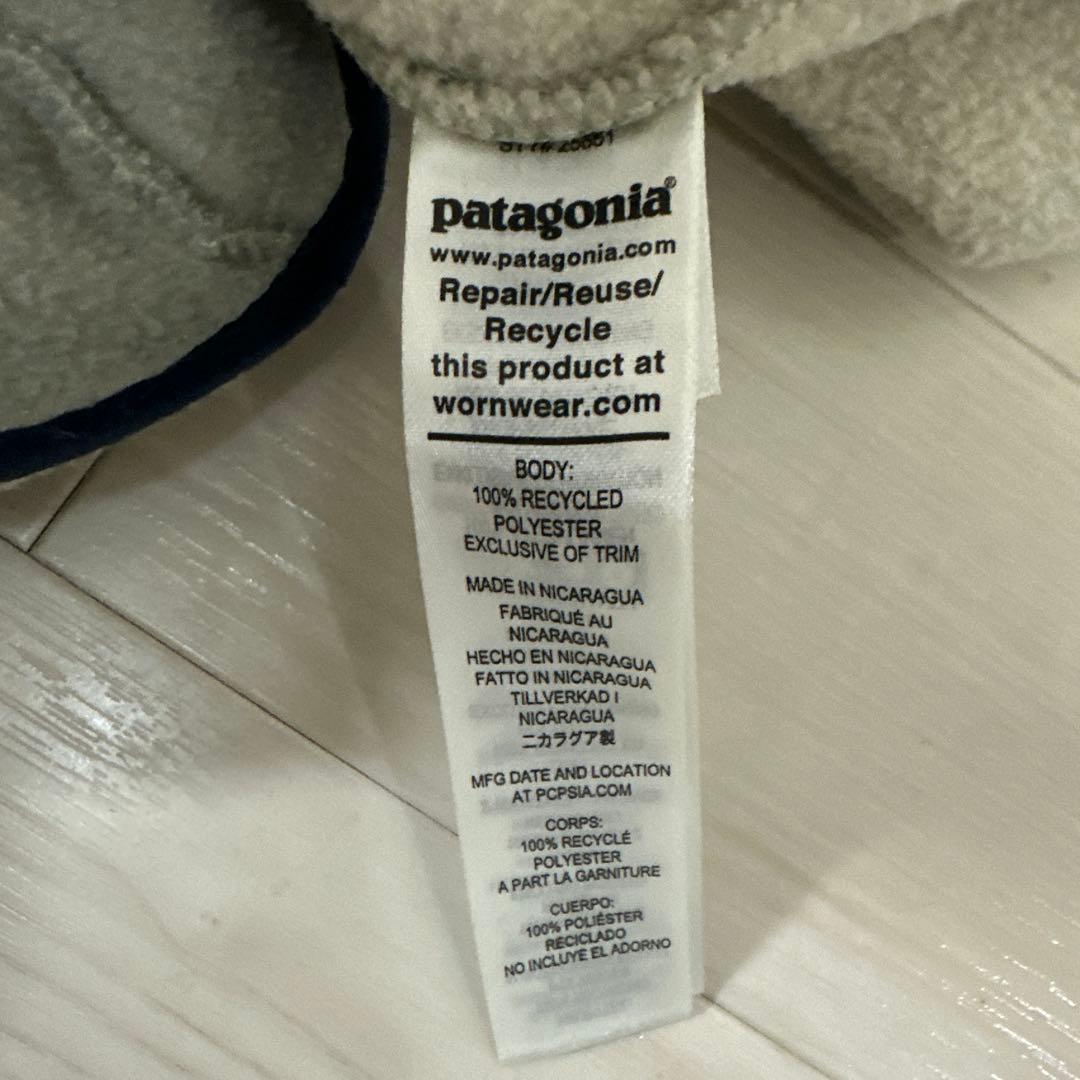 patagonia®
www.patagonia.com
Repair/Reuse/
Recycle
this product at
wornwear.com
BODY:
100% RECYCLED
POLYESTER
EXCLUSIVE OF TRIM
MADE IN NICARAGUA
FABRIQUÉ AU
NICARAGUA
HECHO EN NICARAGUA
FATTO IN NICARAGUA
TILLVERKAD I
NICARAGUA
ニカラグア製
MFG DATE AND LOCATION
AT PCPSIA.COM
CORPS:
100% RECYCLÉ
POLYESTER
A PART LA GARNITURE
CUERPO:
100% POLIÉSTER
RECICLADO
NO INCLUYE EL ADORNO